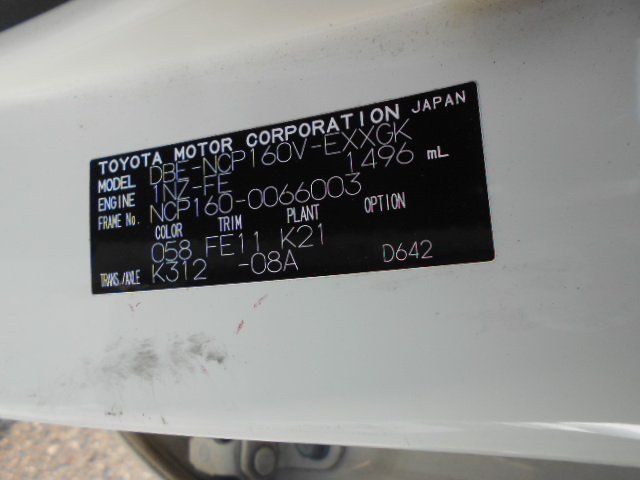 TOYOTA MOTOR CORPORATION JAPAN
MODEL DBE-NCP160V-EXXGK
ENGINE 1NZ-FE 1496 mL
FRAME No. NCP160-0066003
COLOR TRIM PLANT OPTION
058 FE11 K21
TRANS./AXLE K312 -08A D642